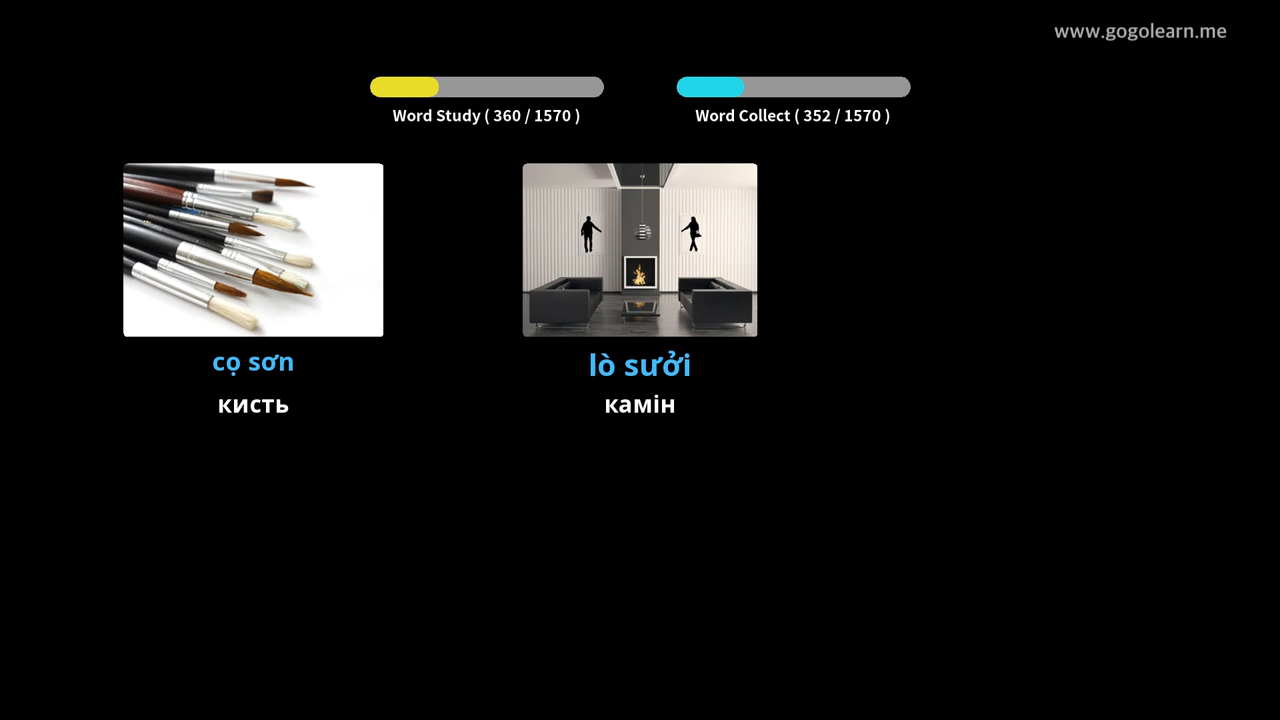 www.gogolearn.me
Word Study ( 360 / 1570 )
Word Collect ( 352 / 1570 )
cọ sơn
кисть
lò sưởi
камін